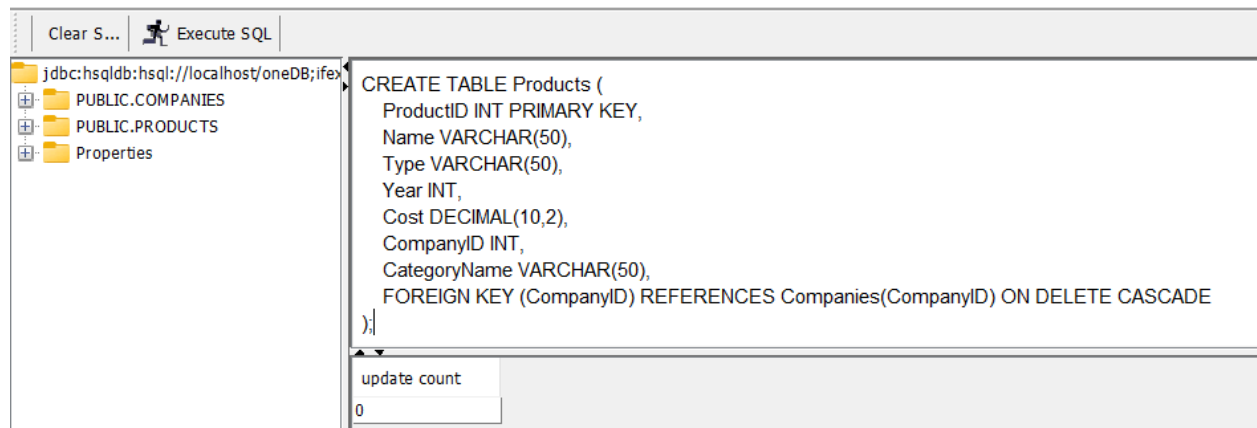 Clear S...
Execute SQL
jdbc:hsqldb:hsql://localhost/oneDB;ifex
PUBLIC.COMPANIES
PUBLIC.PRODUCTS
Properties
CREATE TABLE Products (
ProductID INT PRIMARY KEY,
Name VARCHAR(50),
Type VARCHAR(50),
Year INT,
Cost DECIMAL(10,2),
CompanyID INT,
CategoryName VARCHAR(50),
FOREIGN KEY (CompanyID) REFERENCES Companies(CompanyID) ON DELETE CASCADE
);
update count
0